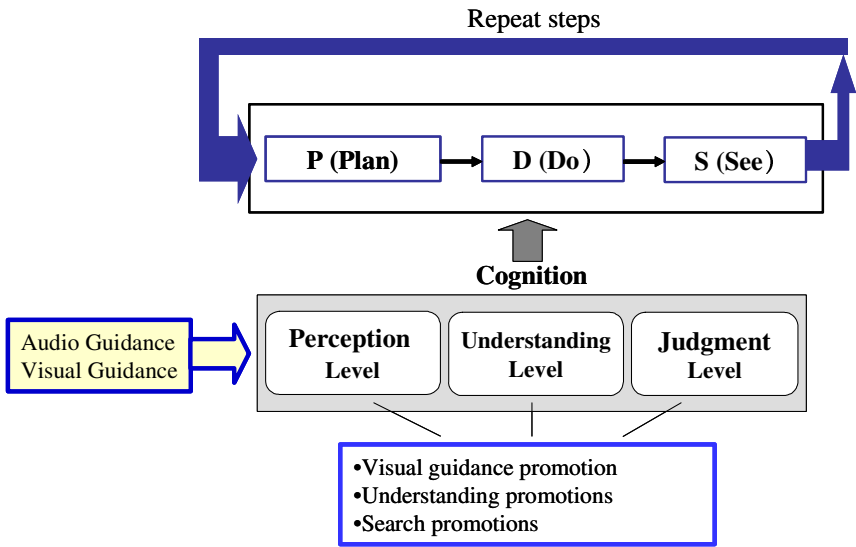 Repeat steps
P (Plan)
D (Do）
S (See）
Cognition
Audio Guidance
Visual Guidance
Perception
Level
Understanding
Level
Judgment
Level
•Visual guidance promotion
•Understanding promotions
•Search promotions